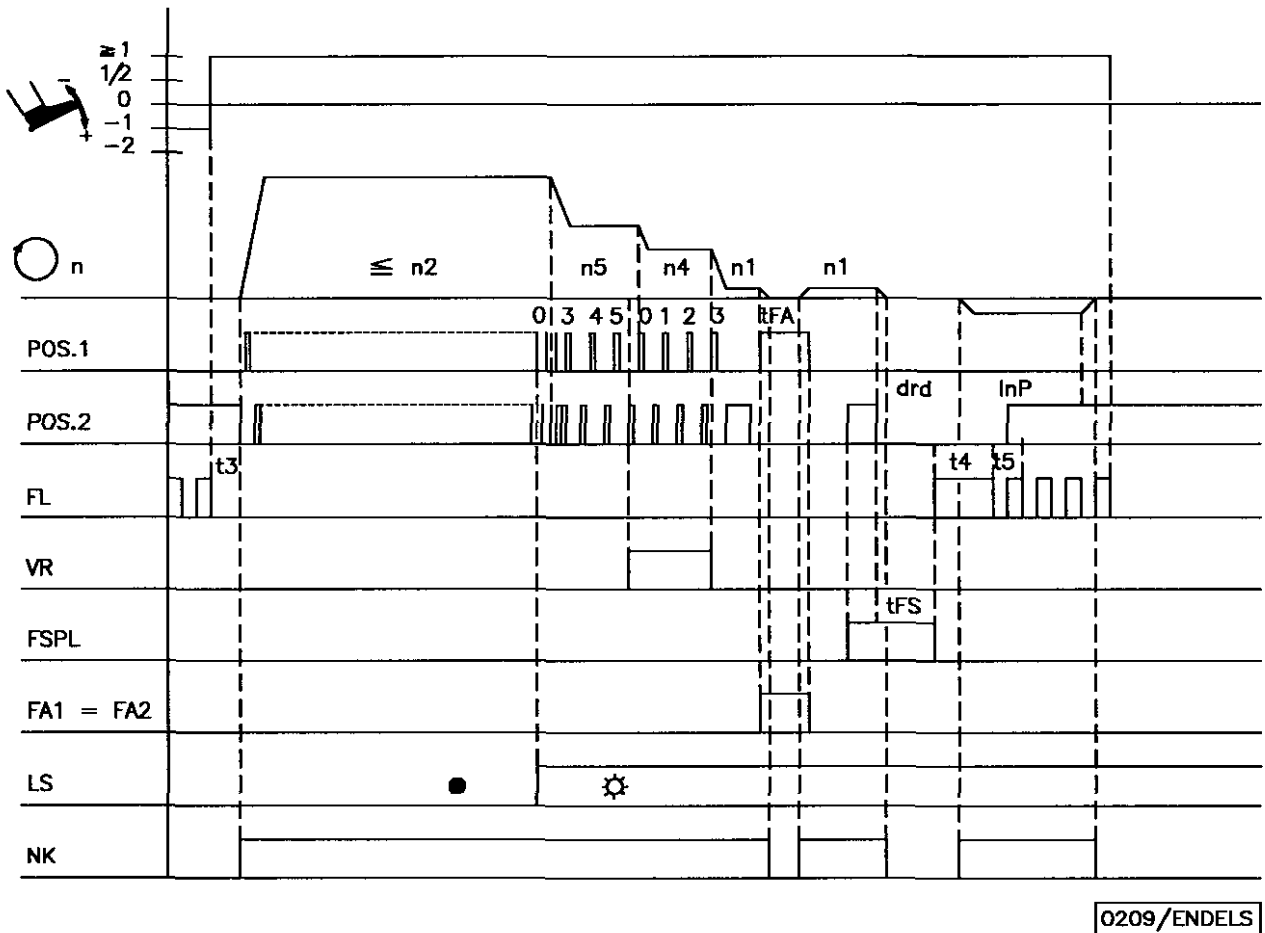 ≥ 1
1/2
0
-1
-2
- +
n
≦ n2
n5
n4
n1
n1
0 3 4 5 0 1 2 3 tFA
POS.1
drd
InP
POS.2
t3
t4
t5
FL
VR
tFS
FSPL
FA1 = FA2
LS
NK
0209/ENDELS